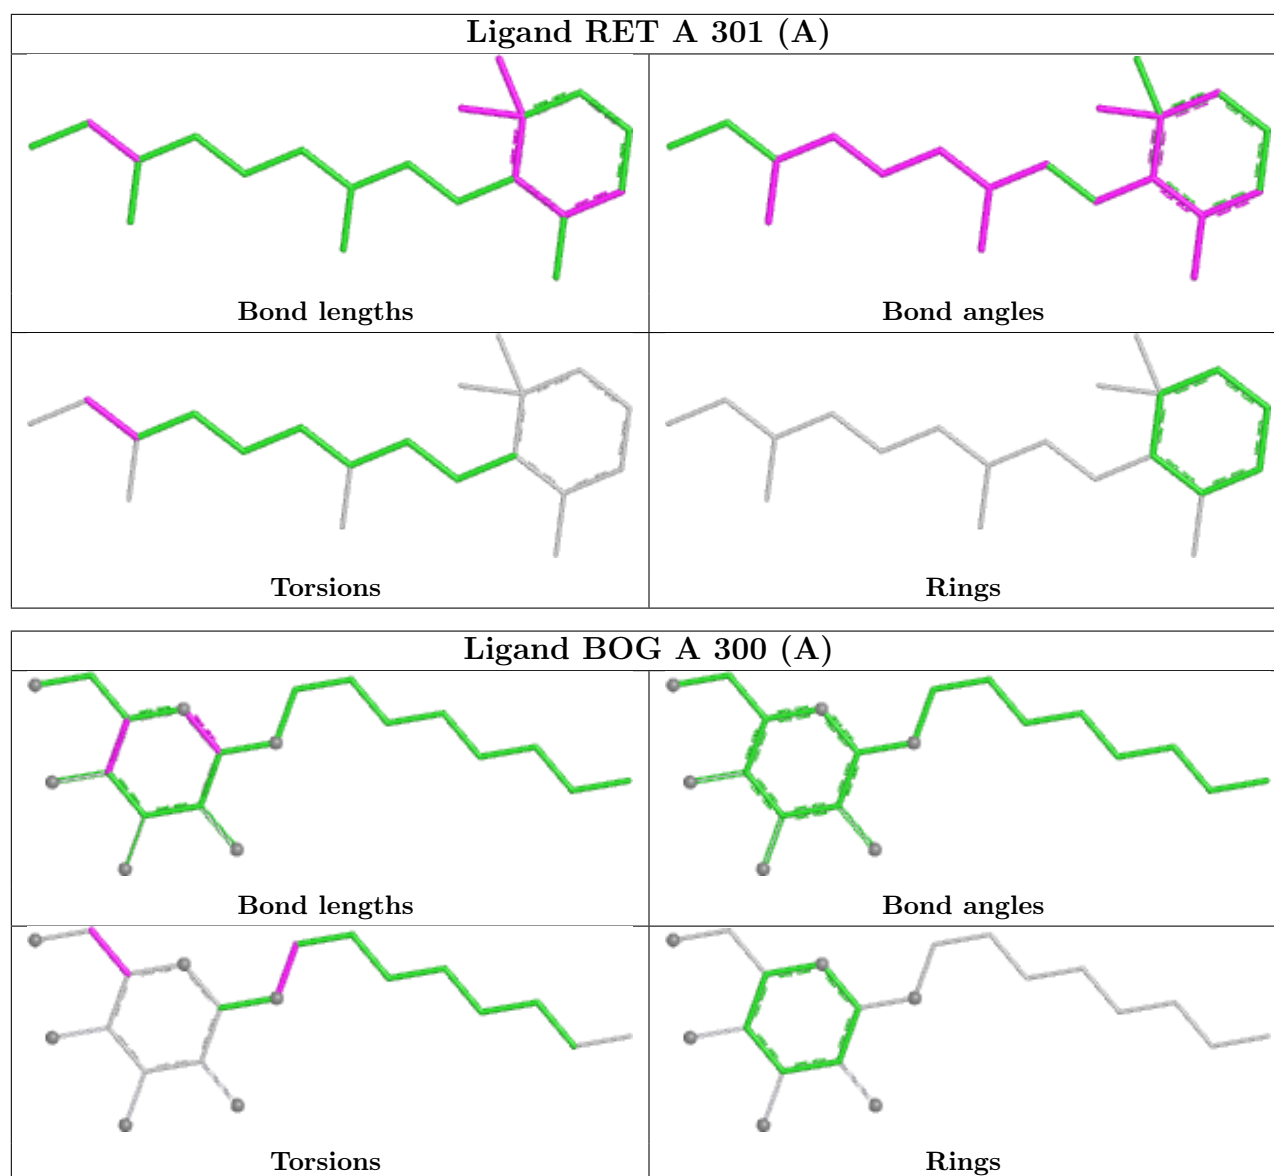 Ligand RET A 301 (A)
Bond lengths
Bond angles
Torsions
Rings
Ligand BOG A 300 (A)
Bond lengths
Bond angles
Torsions
Rings